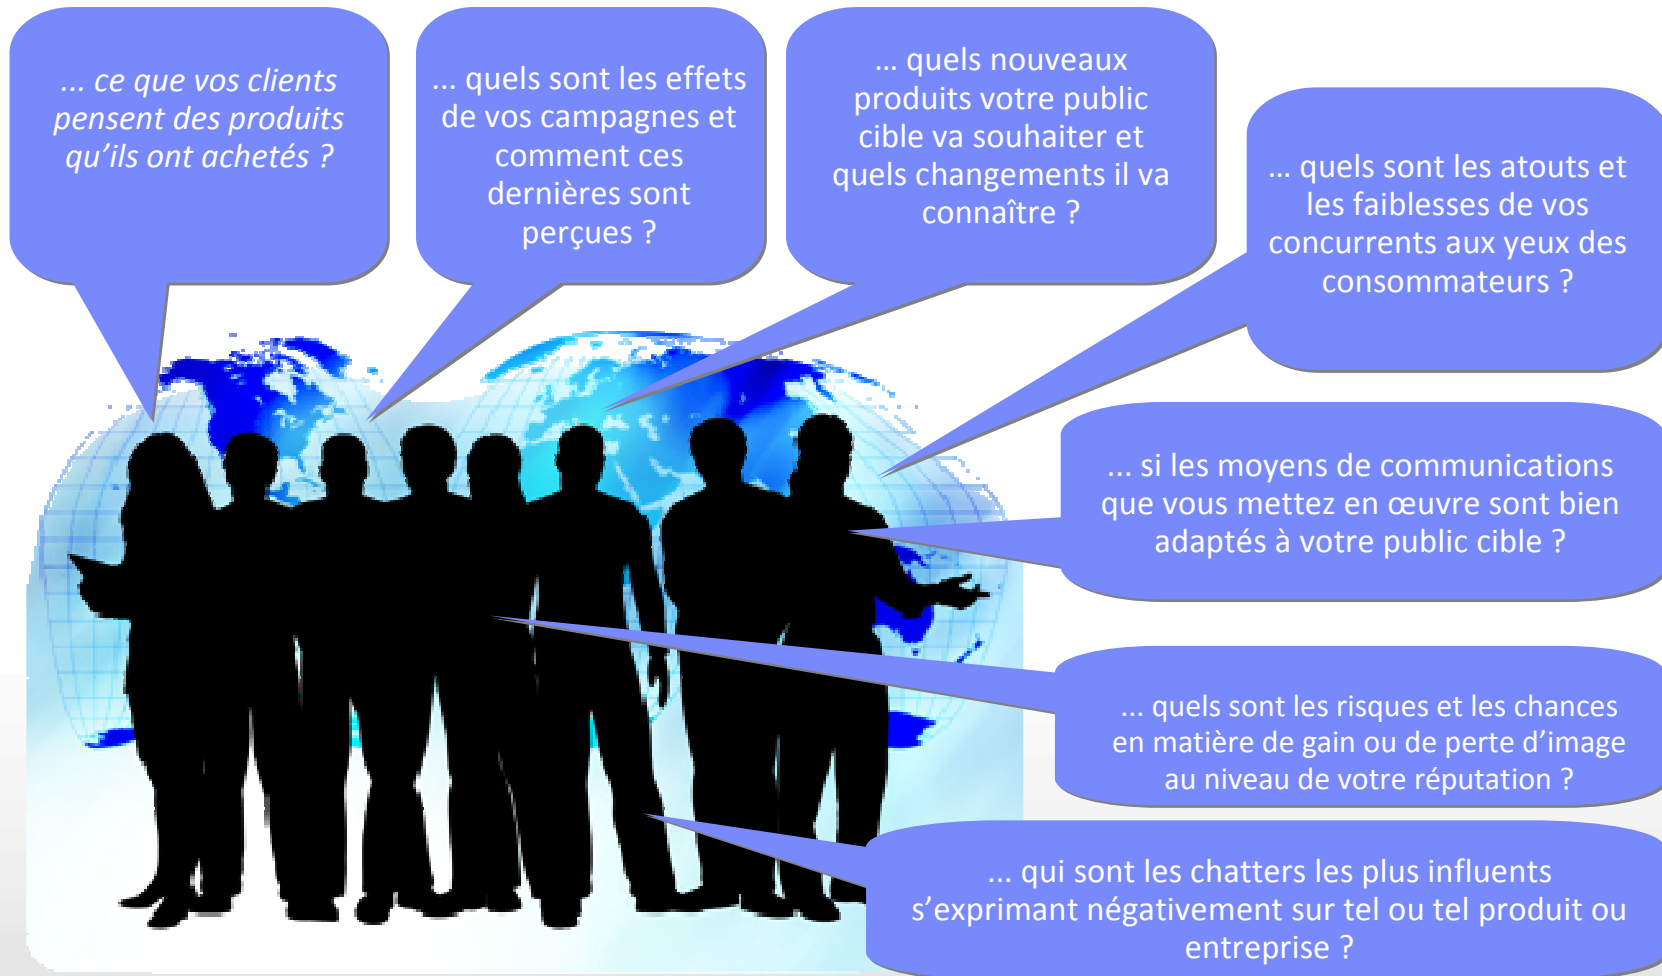 ... ce que vos clients
pensent des produits
qu’ils ont achetés ?
... quels sont les effets
de vos campagnes et
comment ces
dernières sont
perçues ?
... quels nouveaux
produits votre public
cible va souhaiter et
quels changements il va
connaître ?
... quels sont les atouts et
les faiblesses de vos
concurrents aux yeux des
consommateurs ?
... si les moyens de communications
que vous mettez en œuvre sont bien
adaptés à votre public cible ?
... quels sont les risques et les chances
en matière de gain ou de perte d’image
au niveau de votre réputation ?
... qui sont les chatters les plus influents
s’exprimant négativement sur tel ou tel produit ou
entreprise ?